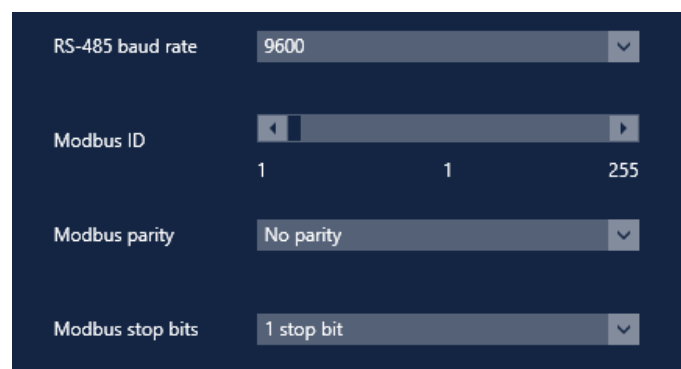 RS-485 baud rate 9600
Modbus ID
1 1 255
Modbus parity No parity
Modbus stop bits 1 stop bit